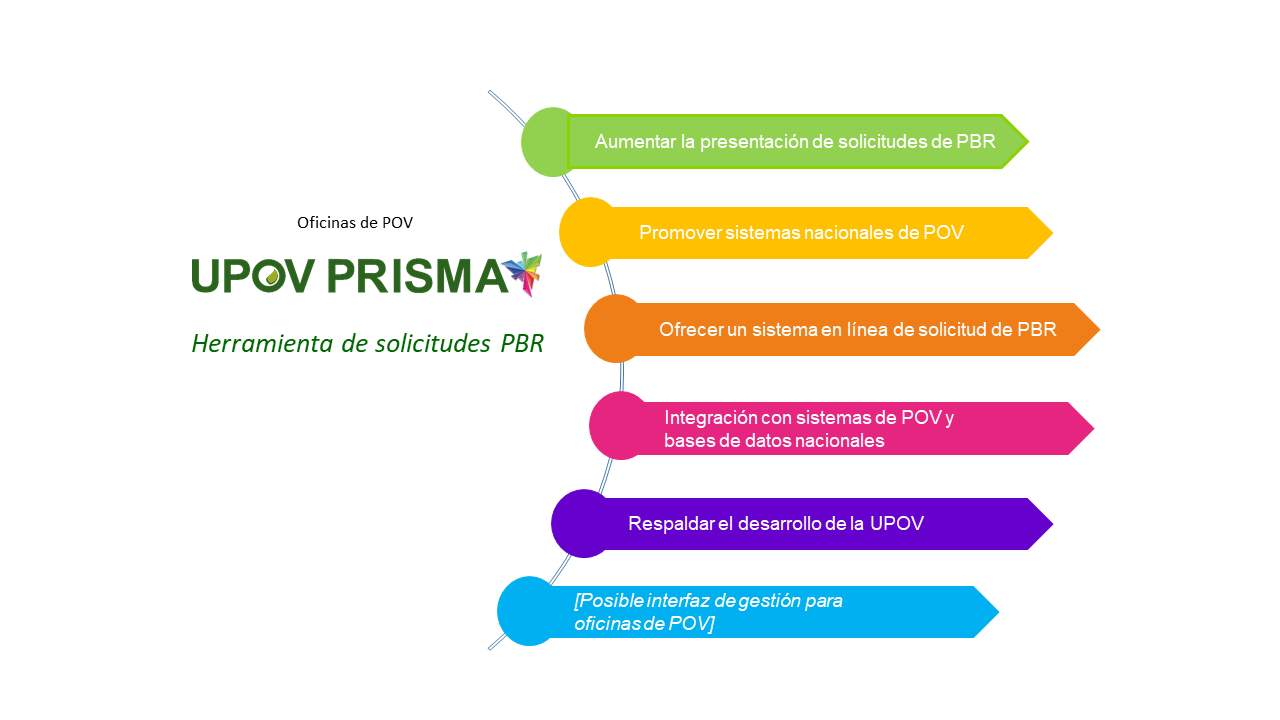 Oficinas de POV
UPOV PRISMA
Herramienta de solicitudes PBR
Aumentar la presentación de solicitudes de PBR
Promover sistemas nacionales de POV
Ofrecer un sistema en línea de solicitud de PBR
Integración con sistemas de POV y
bases de datos nacionales
Respaldar el desarrollo de la UPOV
[Posible interfaz de gestión para
oficinas de POV]